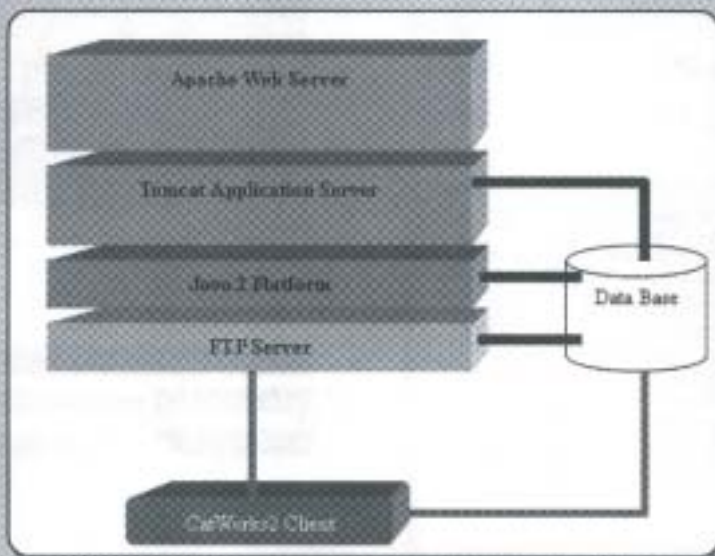 Apache Web Server
Tomcat Application Server
Java 2 Platform
FTP Server
Data Base
CatWorks2 Client